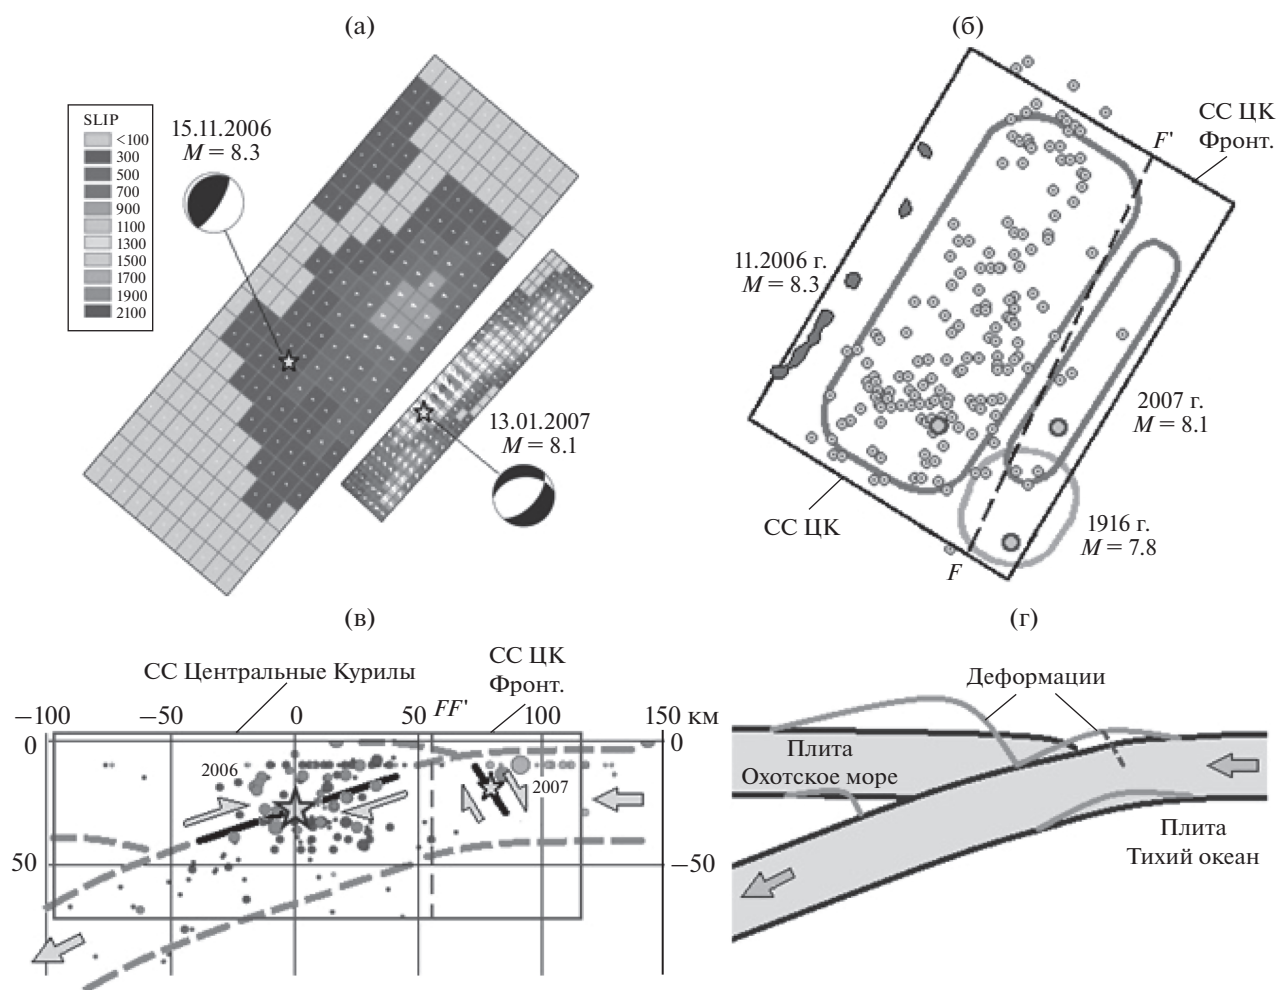 (а)
SLIP
<100
300
500
700
900
1100
1300
1500
1700
1900
2100
15.11.2006
M = 8.3
13.01.2007
M = 8.1
(б)
СС ЦК
Фронт.
F'
11.2006 г.
M = 8.3
2007 г.
M = 8.1
СС ЦК
1916 г.
M = 7.8
F
(в)
СС Центральные Курилы
СС ЦК
Фронт.
−100 −50 0 50 FF' 100 150 км
0 0
2006
2007
50 −50
(г)
Деформации
Плита
Охотское море
Плита
Тихий океан